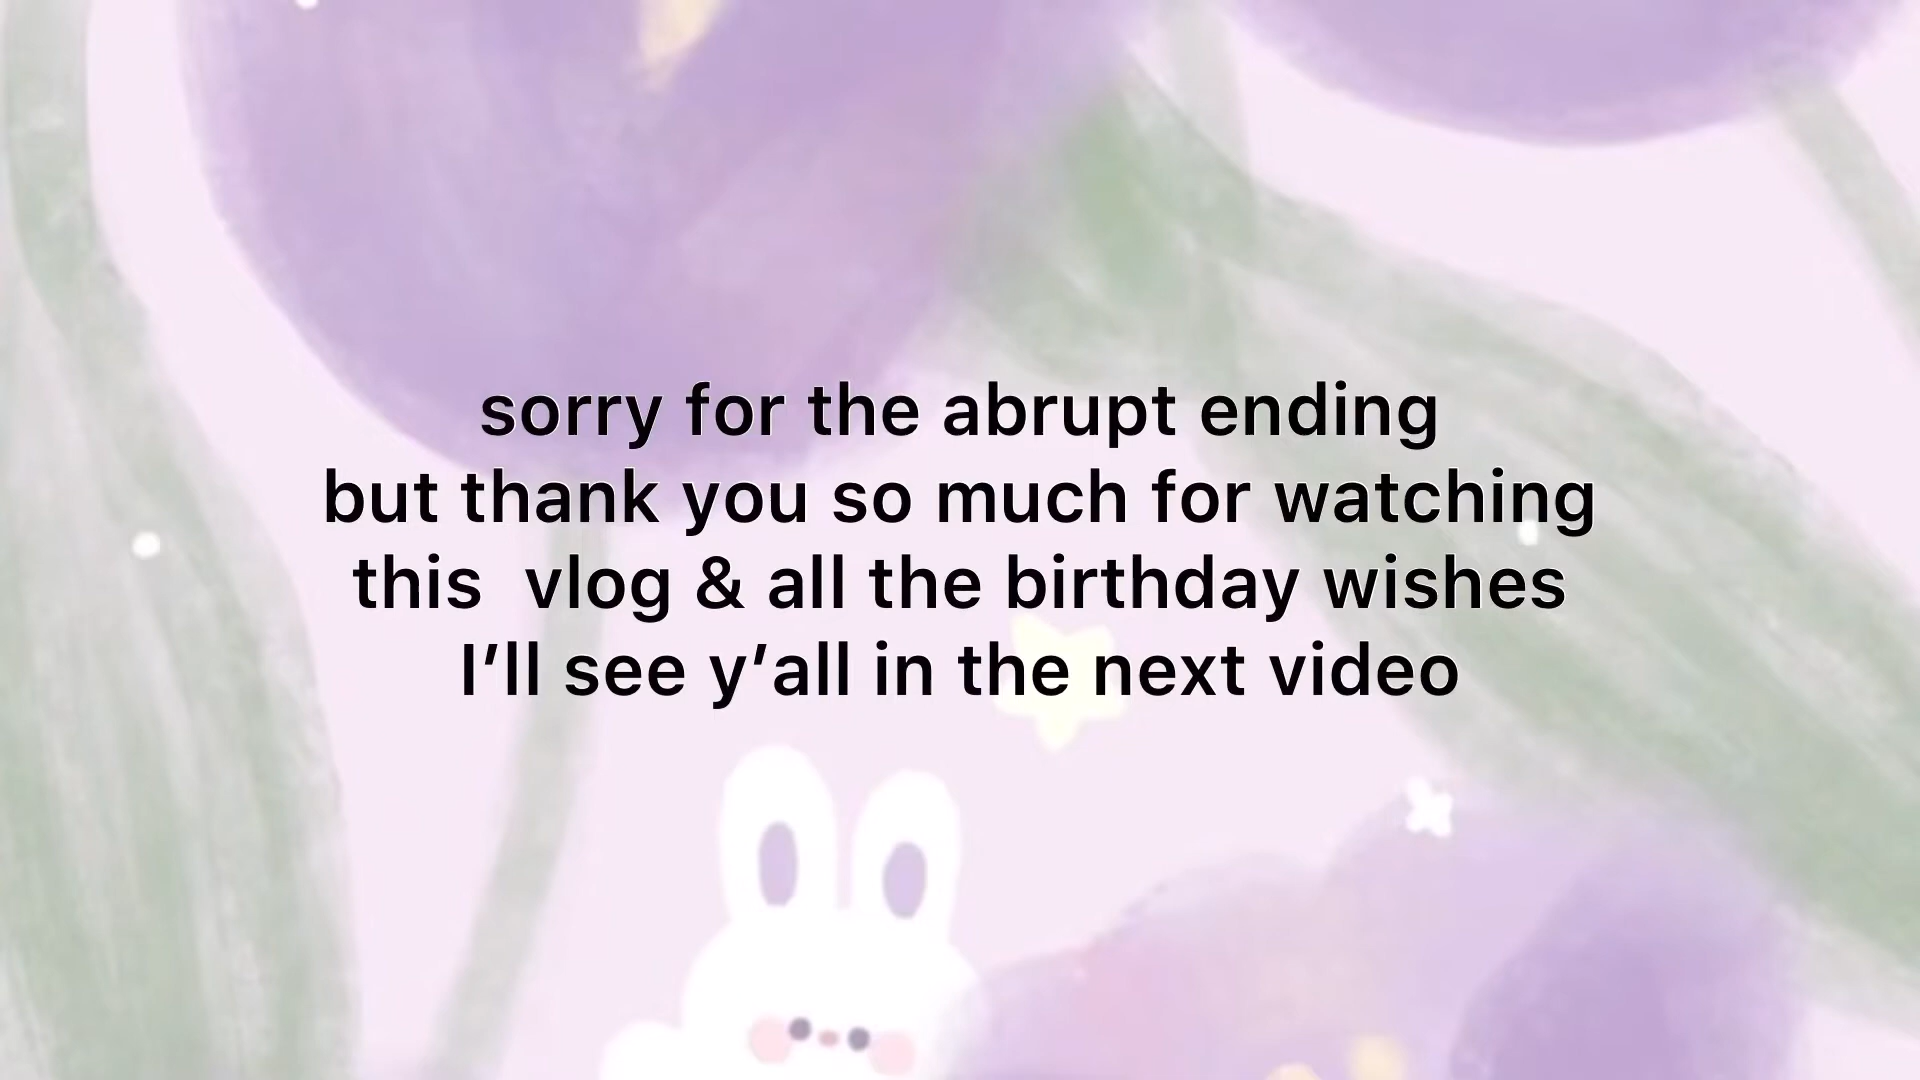 sorry for the abrupt ending
but thank you so much for watching
this  vlog & all the birthday wishes
I’ll see y’all in the next video